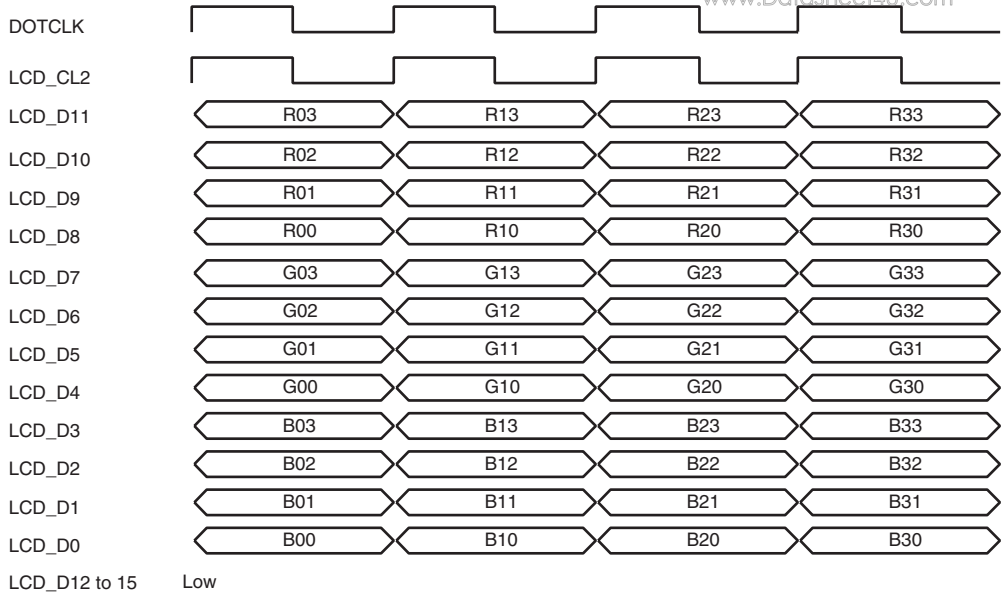 www.DataSheet4U.com
DOTCLK
LCD_CL2
LCD_D11 R03 R13 R23 R33
LCD_D10 R02 R12 R22 R32
LCD_D9 R01 R11 R21 R31
LCD_D8 R00 R10 R20 R30
LCD_D7 G03 G13 G23 G33
LCD_D6 G02 G12 G22 G32
LCD_D5 G01 G11 G21 G31
LCD_D4 G00 G10 G20 G30
LCD_D3 B03 B13 B23 B33
LCD_D2 B02 B12 B22 B32
LCD_D1 B01 B11 B21 B31
LCD_D0 B00 B10 B20 B30
LCD_D12 to 15 Low